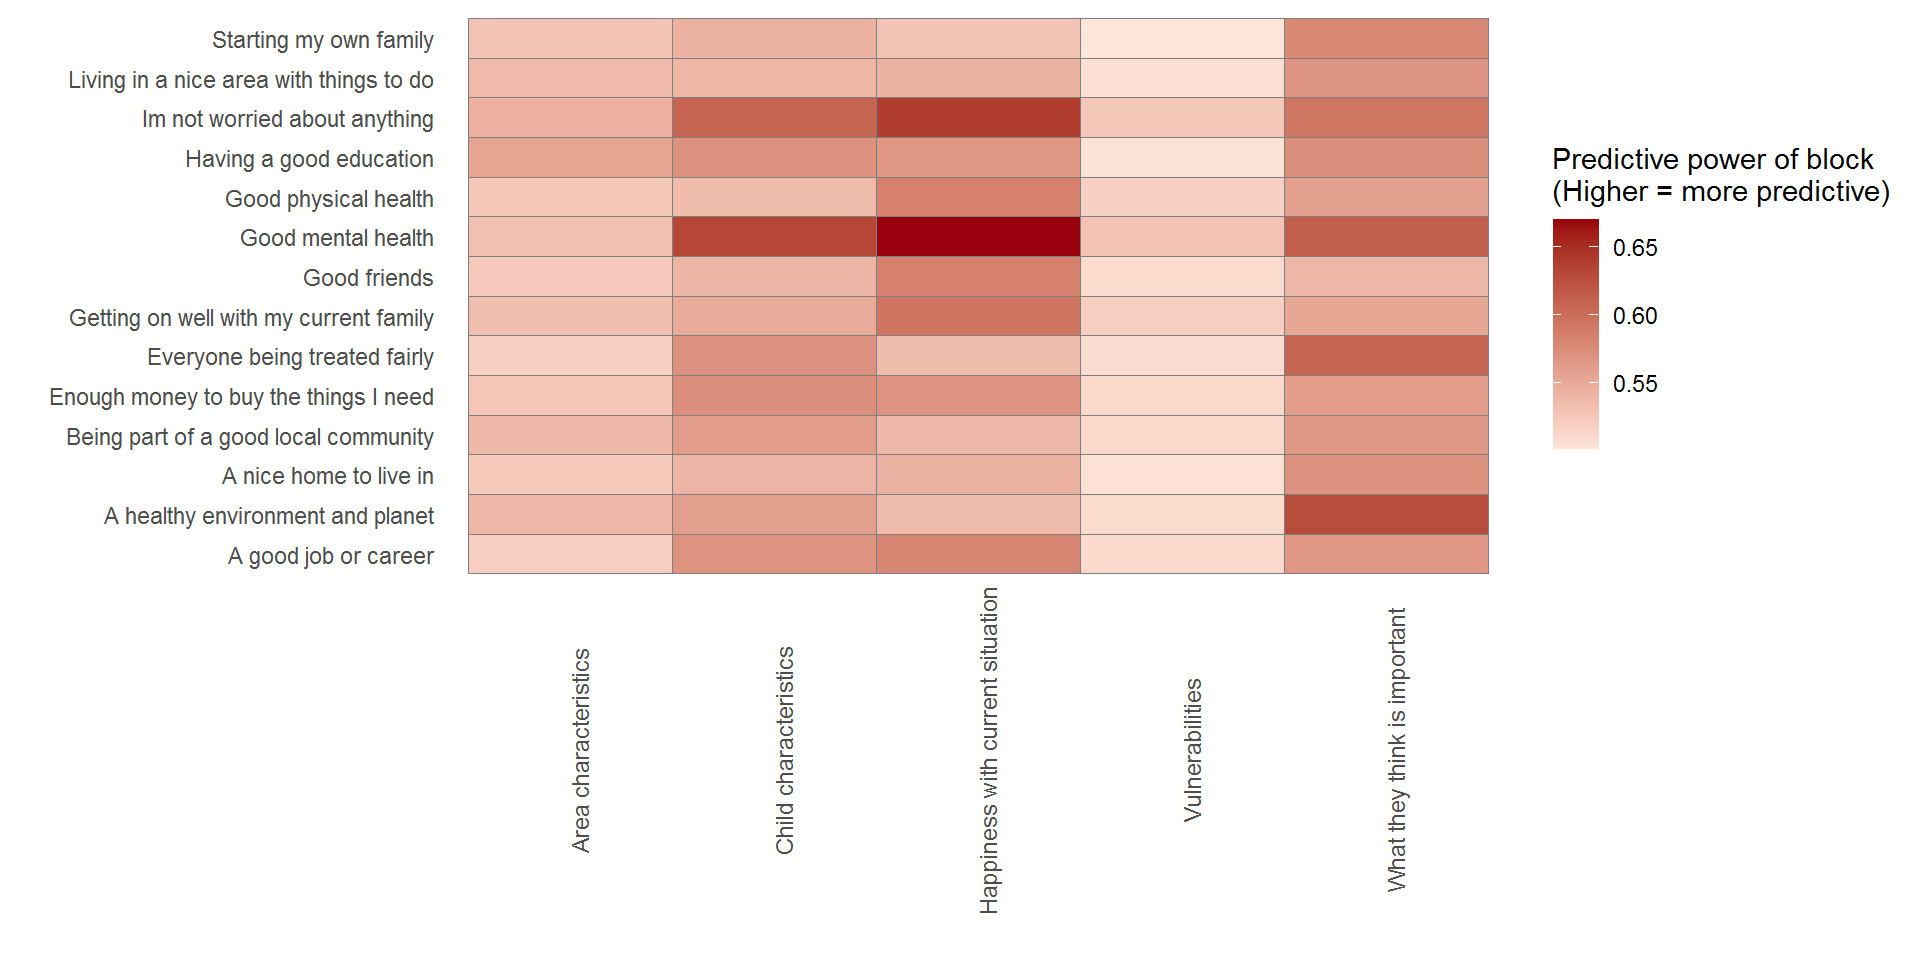 Starting my own family
Living in a nice area with things to do
Im not worried about anything
Having a good education
Good physical health
Good mental health
Good friends
Getting on well with my current family
Everyone being treated fairly
Enough money to buy the things I need
Being part of a good local community
A nice home to live in
A healthy environment and planet
A good job or career
Area characteristics
Child characteristics
Happiness with current situation
Vulnerabilities
What they think is important
Predictive power of block
(Higher = more predictive)
0.65
0.60
0.55